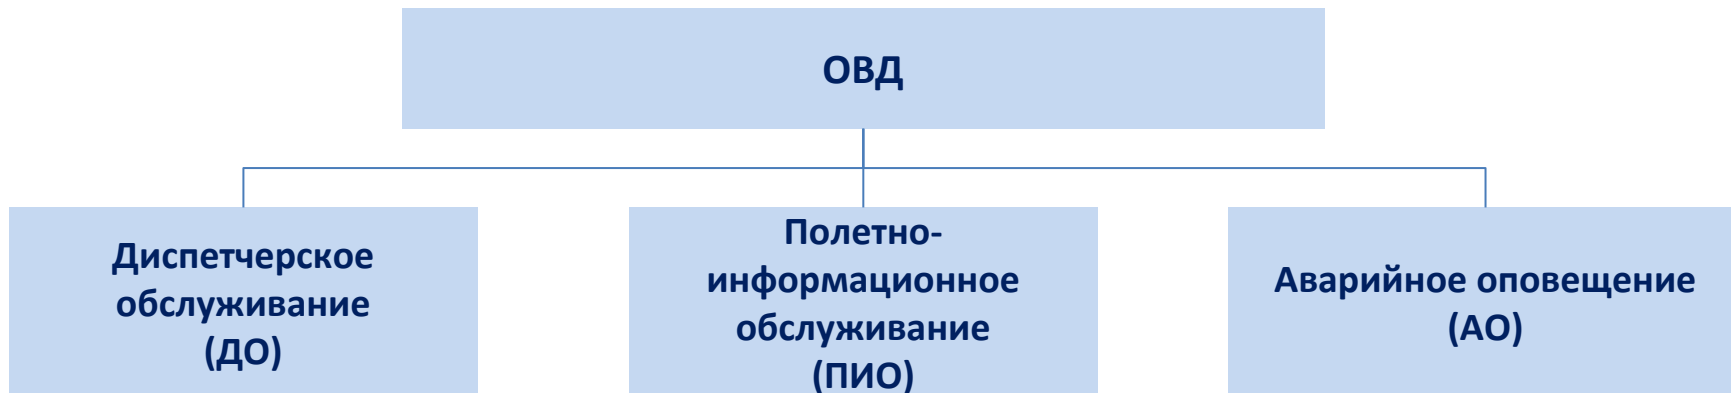 ОВД
Диспетчерское
обслуживание
(ДО)
Полетно-
информационное
обслуживание
(ПИО)
Аварийное оповещение
(АО)